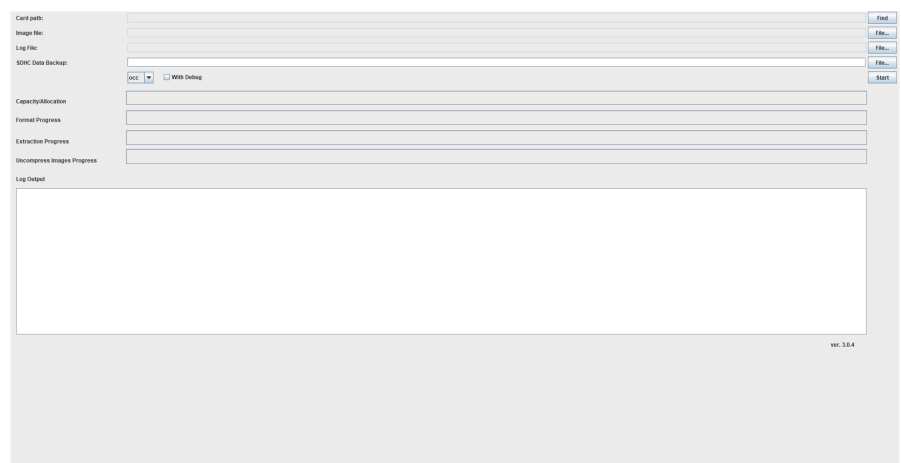 Card path: Find
Image file: File...
Log File: File...
SDHC Data Backup: File...
occ With Debug Start
Capacity/Allocation
Format Progress
Extraction Progress
Uncompress Images Progress
Log Output
ver. 3.0.4